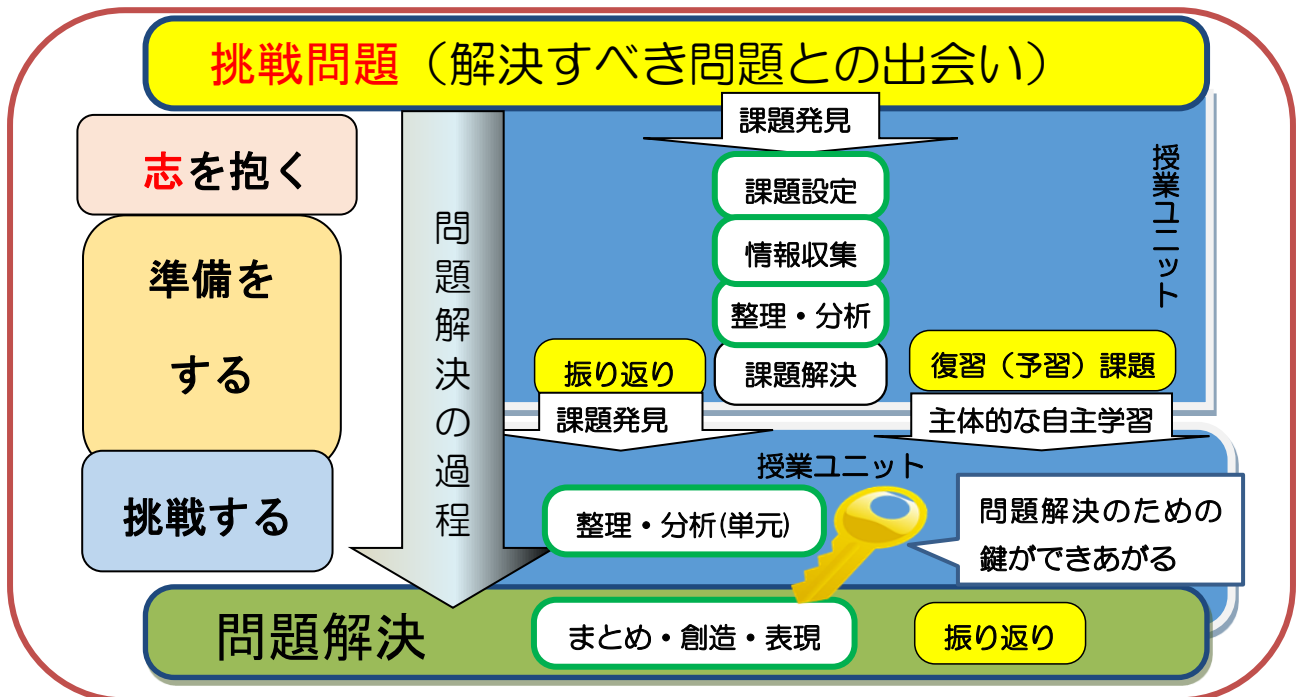 挑戦問題（解決すべき問題との出会い）
志を抱く
準備を
する
挑戦する
問題解決の過程
課題発見
課題設定
情報収集
整理・分析
課題解決
授業ユニット
振り返り
復習（予習）課題
課題発見
主体的な自主学習
授業ユニット
整理・分析(単元)
問題解決のための
鍵ができあがる
問題解決
まとめ・創造・表現
振り返り